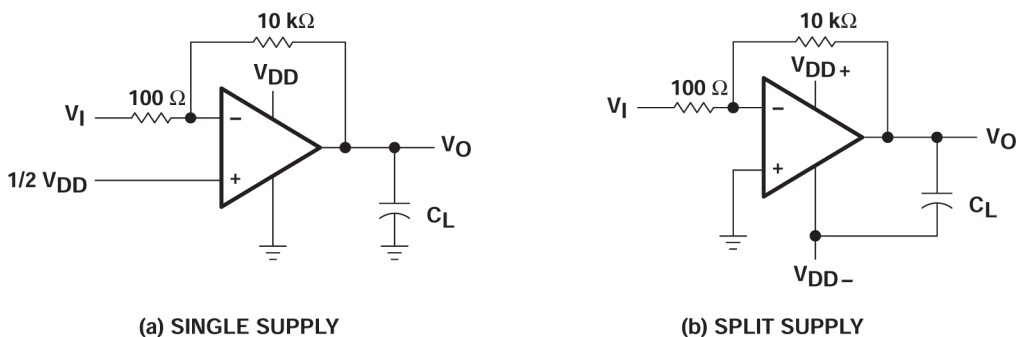 10 kΩ
VDD
100 Ω
VI
−
VO
1/2 VDD
+
CL
(a) SINGLE SUPPLY
10 kΩ
VDD+
100 Ω
VI
−
VO
+
CL
VDD−
(b) SPLIT SUPPLY